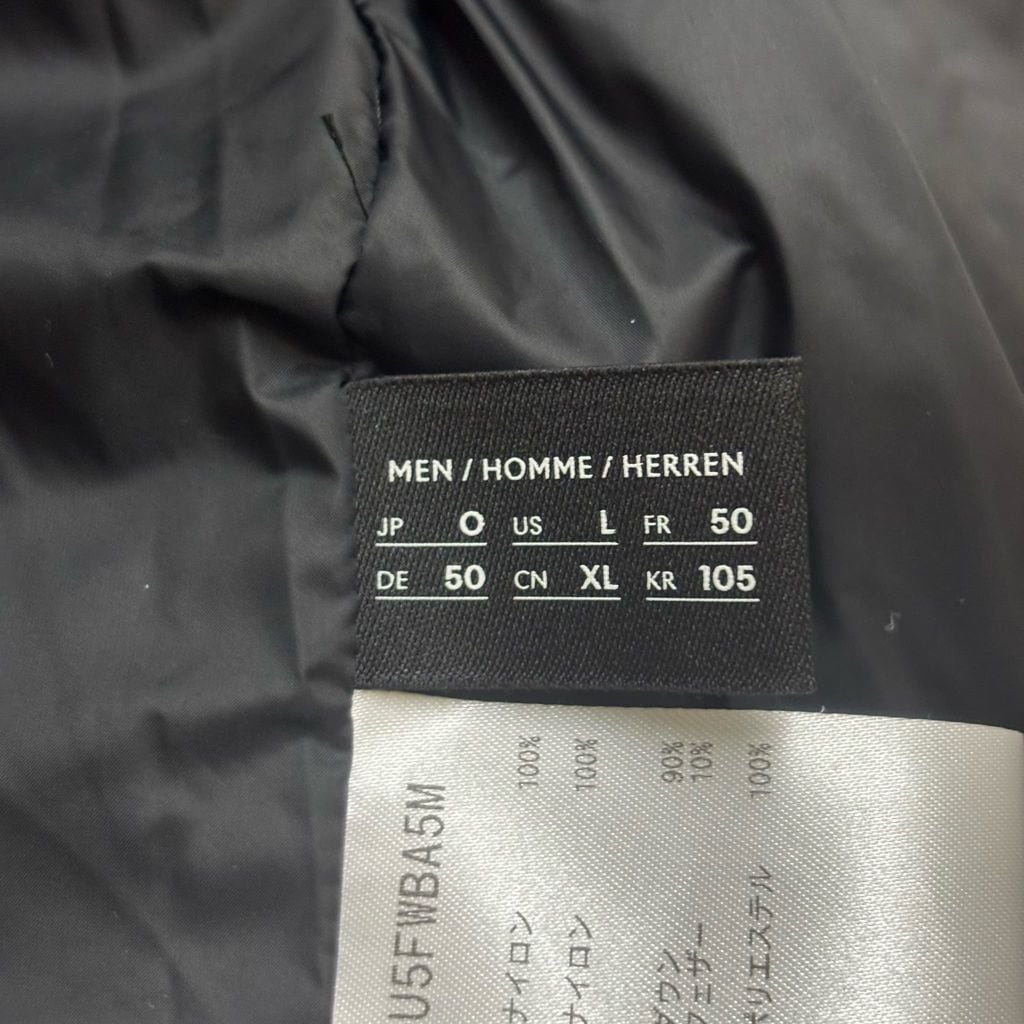 MEN / HOMME / HERREN
JP O US L FR 50
DE 50 CN XL KR 105
U5FWBA5M
ナイロン 100%
ナイロン 100%
ダウン 90%
フェザー 10%
ポリエステル 100%